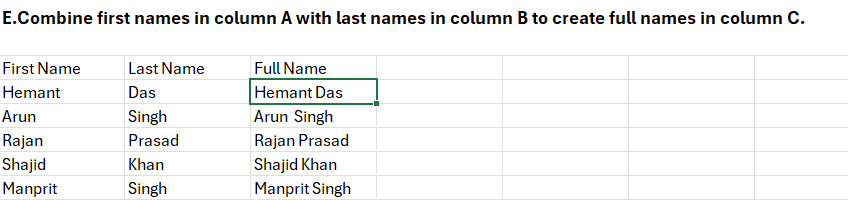 E.Combine first names in column A with last names in column B to create full names in column C.
First Name Last Name Full Name
Hemant Das Hemant Das
Arun Singh Arun  Singh
Rajan Prasad Rajan Prasad
Shajid Khan Shajid Khan
Manprit Singh Manprit Singh